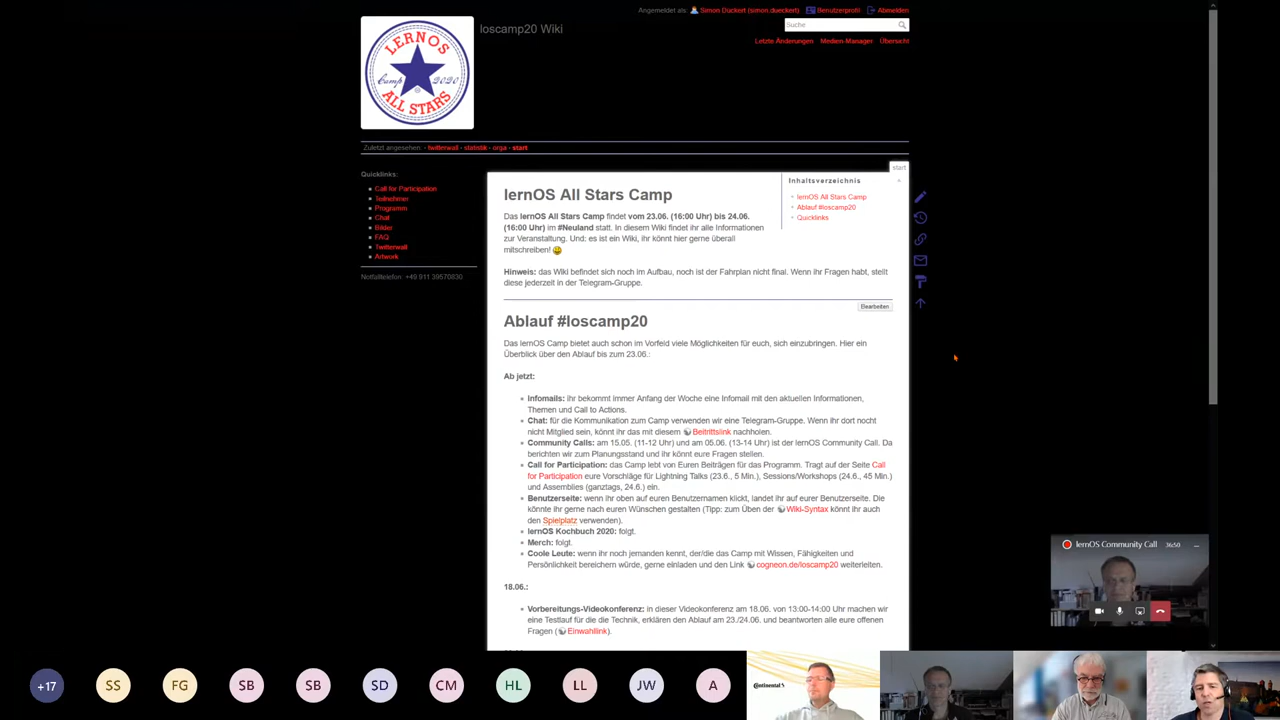 Angemeldet als: Simon Dückert (simon.dueckert) Benutzerprofil Abmelden
loscamp20 Wiki
Suche
Letzte Änderungen Medien-Manager Übersicht
LERNOS
Camp 2020
ALL STARS
Zuletzt angesehen: · twitterwall · statistik · orga · start
start
Quicklinks:
Call for Participation
Teilnehmer
Programm
Chat
Bilder
FAQ
Twitterwall
Artwork
Notfalltelefon +49 911 39570830
Inhaltsverzeichnis
lernOS All Stars Camp
Ablauf #loscamp20
Quicklinks
lernOS All Stars Camp
Das lernOS All Stars Camp findet vom 23.06. (16:00 Uhr) bis 24.06.
(16:00 Uhr) im #Neuland statt. In diesem Wiki findet ihr alle Informationen
zur Veranstaltung. Und: es ist ein Wiki, ihr könnt hier gerne überall
mitschreiben!
Hinweis: das Wiki befindet sich noch im Aufbau, noch ist der Fahrplan nicht final. Wenn ihr Fragen habt, stellt
diese jederzeit in der Telegram-Gruppe.
Bearbeiten
Ablauf #loscamp20
Das lernOS Camp bietet auch schon im Vorfeld viele Möglichkeiten für euch, sich einzubringen. Hier ein
Überblick über den Ablauf bis zum 23.06.:
Ab jetzt:
Infomails: ihr bekommt immer Anfang der Woche eine Infomail mit den aktuellen Informationen,
Themen und Call to Actions.
Chat: für die Kommunikation zum Camp verwenden wir eine Telegram-Gruppe. Wenn ihr dort nocht
nicht Mitglied sein, könnt ihr das mit diesem Beitrittslink nachholen.
Community Calls: am 15.05. (11-12 Uhr) und am 05.06. (13-14 Uhr) ist der lernOS Community Call. Da
berichten wir zum Planungsstand und ihr könnt eure Fragen stellen.
Call for Participation: das Camp lebt von Euren Beiträgen für das Programm. Tragt auf der Seite Call
for Participation eure Vorschläge für Lightning Talks (23.6., 5 Min.), Sessions/Workshops (24.6., 45 Min.)
und Assemblies (ganztags, 24.6.) ein.
Benutzerseite: wenn ihr oben auf euren Benutzernamen klickt, landet ihr auf eurer Benutzerseite. Die
könnte ihr gerne nach euren Wünschen gestalten (Tipp: zum Üben der Wiki-Syntax könnt ihr auch
den Spielplatz verwenden).
lernOS Kochbuch 2020: folgt.
Merch: folgt.
Coole Leute: wenn ihr noch jemanden kennt, der/die das Camp mit Wissen, Fähigkeiten und
Persönlichkeit bereichern würde, gerne einladen und den Link cogneon.de/loscamp20 weiterleiten.
18.06.:
Vorbereitungs-Videokonferenz: in dieser Videokonferenz am 18.06. von 13:00-14:00 Uhr machen wir
eine Testlauf für die die Technik, erklären den Ablauf am 23./24.06. und beantworten alle eure offenen
Fragen (Einwahllink).
lernOS Community Call 36:50
+17 SS F SB SB SD CM HL LL JW A
Continental